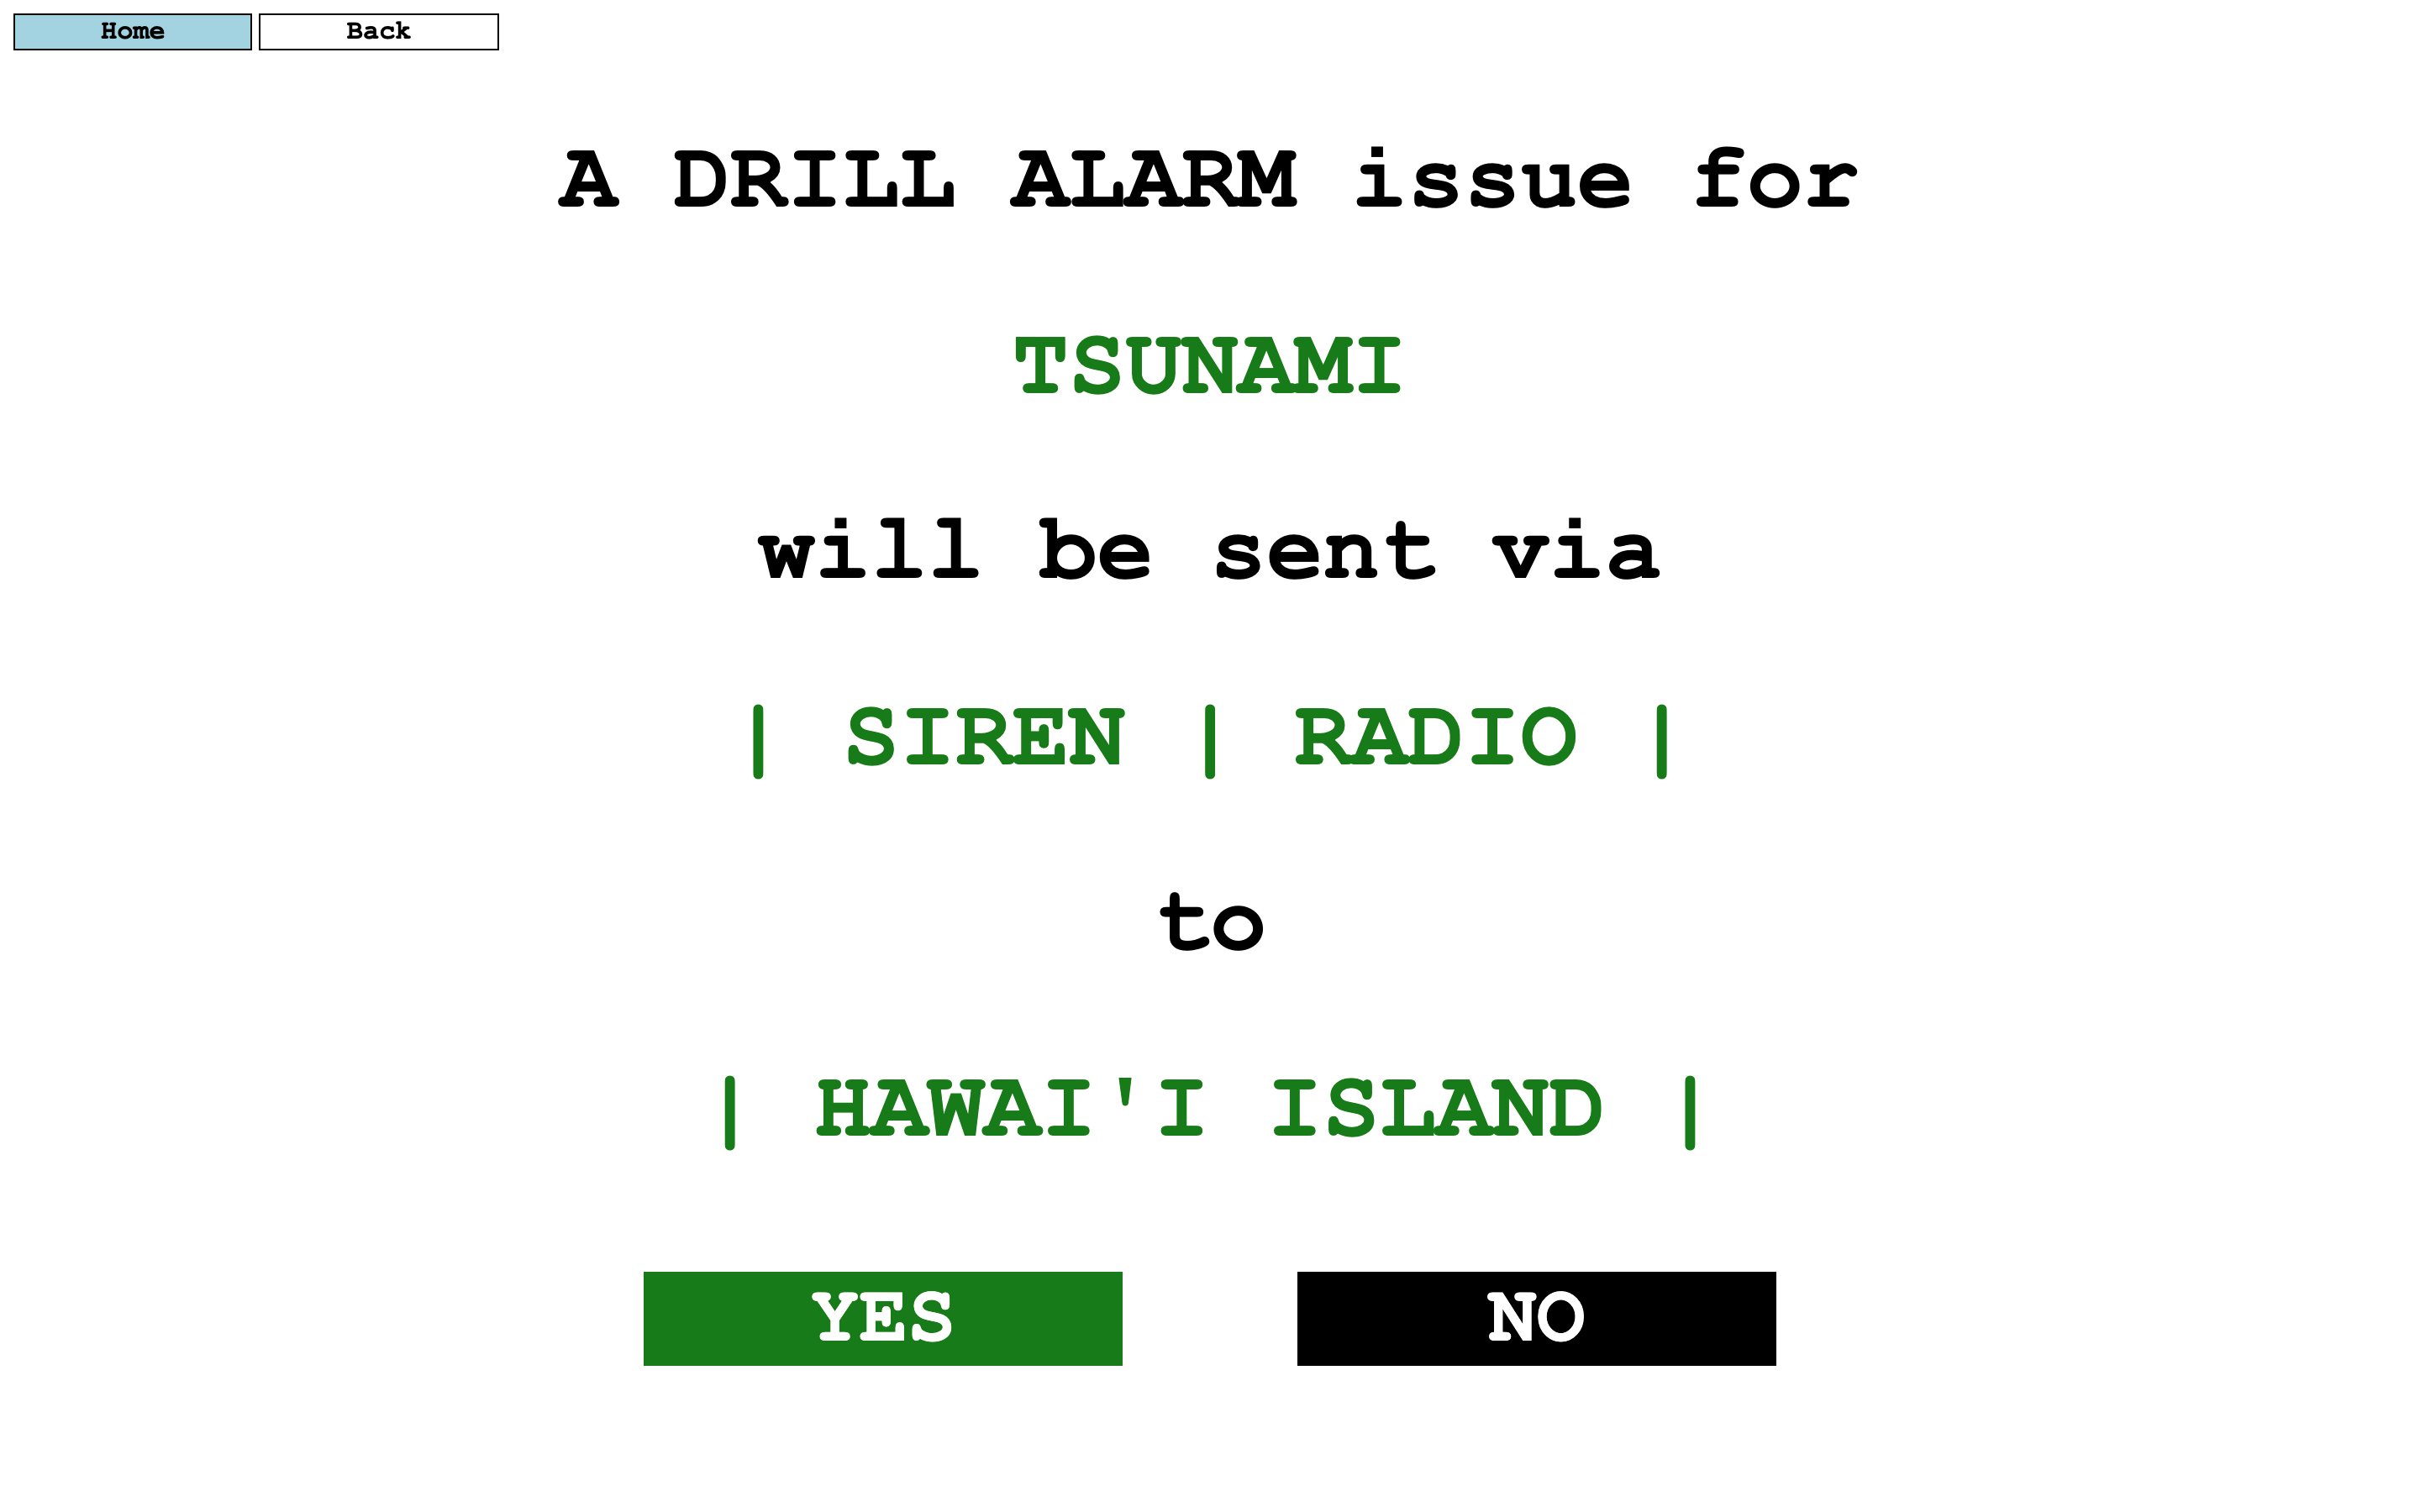 Home Back
A DRILL ALARM issue for
TSUNAMI
will be sent via
| SIREN | RADIO |
to
| HAWAI'I ISLAND |
YES NO